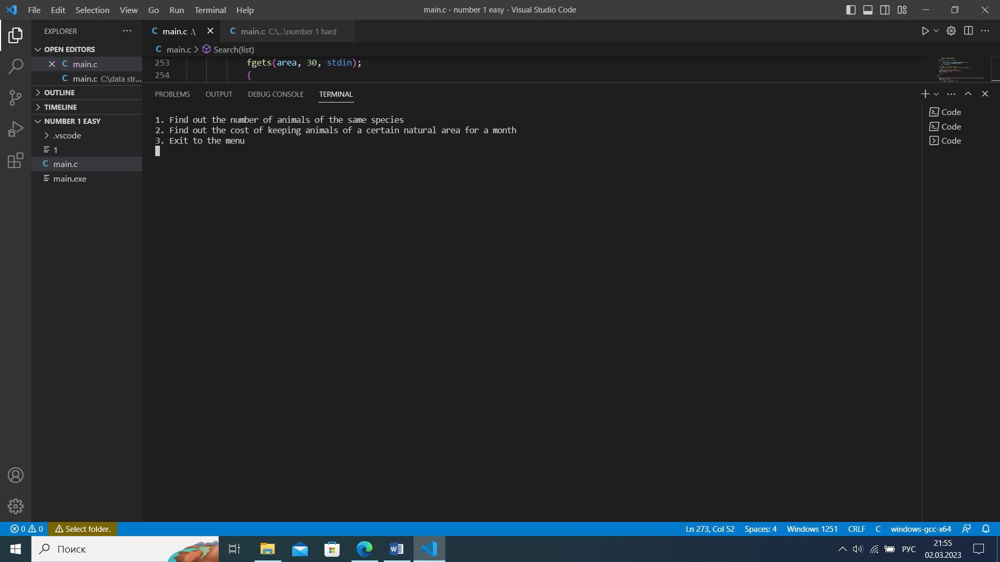 File Edit Selection View Go Run Terminal Help
main.c - number 1 easy - Visual Studio Code
EXPLORER
OPEN EDITORS
main.c
main.c C:\data str...
OUTLINE
TIMELINE
NUMBER 1 EASY
.vscode
1
main.c
main.exe
main.c .\
main.c C:\...\number 1 hard
main.c > Search(list)
253 fgets(area, 30, stdin);
254 {
PROBLEMS OUTPUT DEBUG CONSOLE TERMINAL
1. Find out the number of animals of the same species
2. Find out the cost of keeping animals of a certain natural area for a month
3. Exit to the menu
Code
Code
Code
0 0 Select folder.
Ln 273, Col 52 Spaces: 4 Windows 1251 CRLF C windows-gcc-x64
Поиск
РУС
21:55
02.03.2023